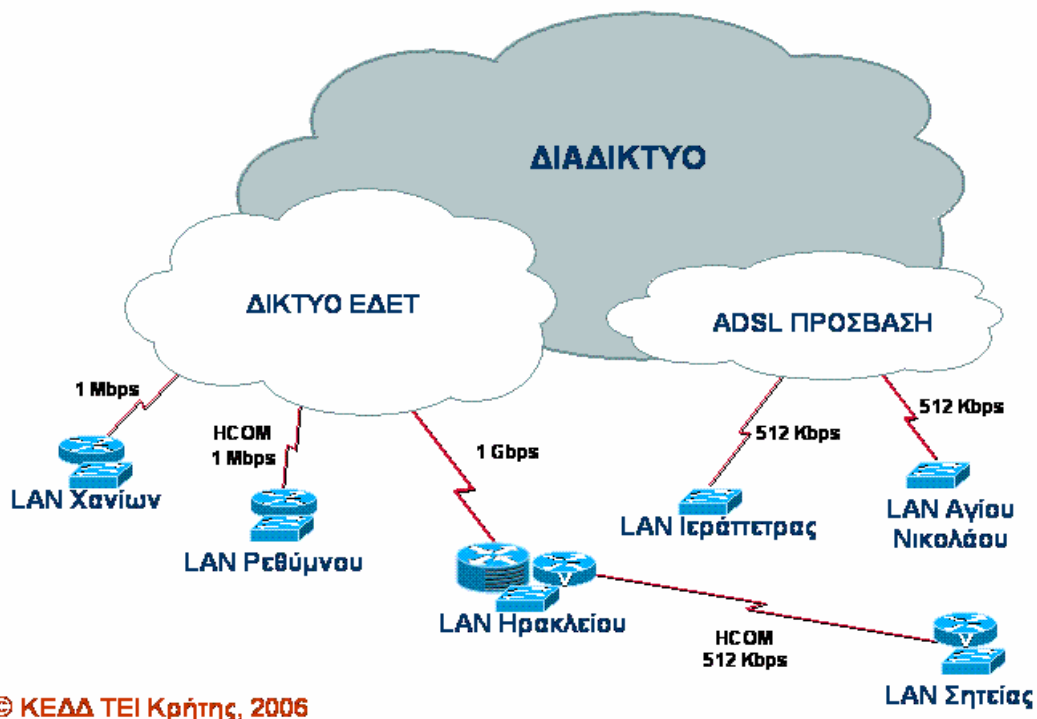 ΔΙΑΔΙΚΤΥΟ
ΔΙΚΤΥΟ ΕΔΕΤ
ADSL ΠΡΟΣΒΑΣΗ
1 Mbps
HCOM
1 Mbps
1 Gbps
512 Kbps
512 Kbps
LAN Χανίων
LAN Ρεθύμνου
LAN Ηρακλείου
LAN Ιεράπετρας
LAN Αγίου
Νικολάου
HCOM
512 Kbps
LAN Σητείας
© ΚΕΔΔ ΤΕΙ Κρήτης, 2006